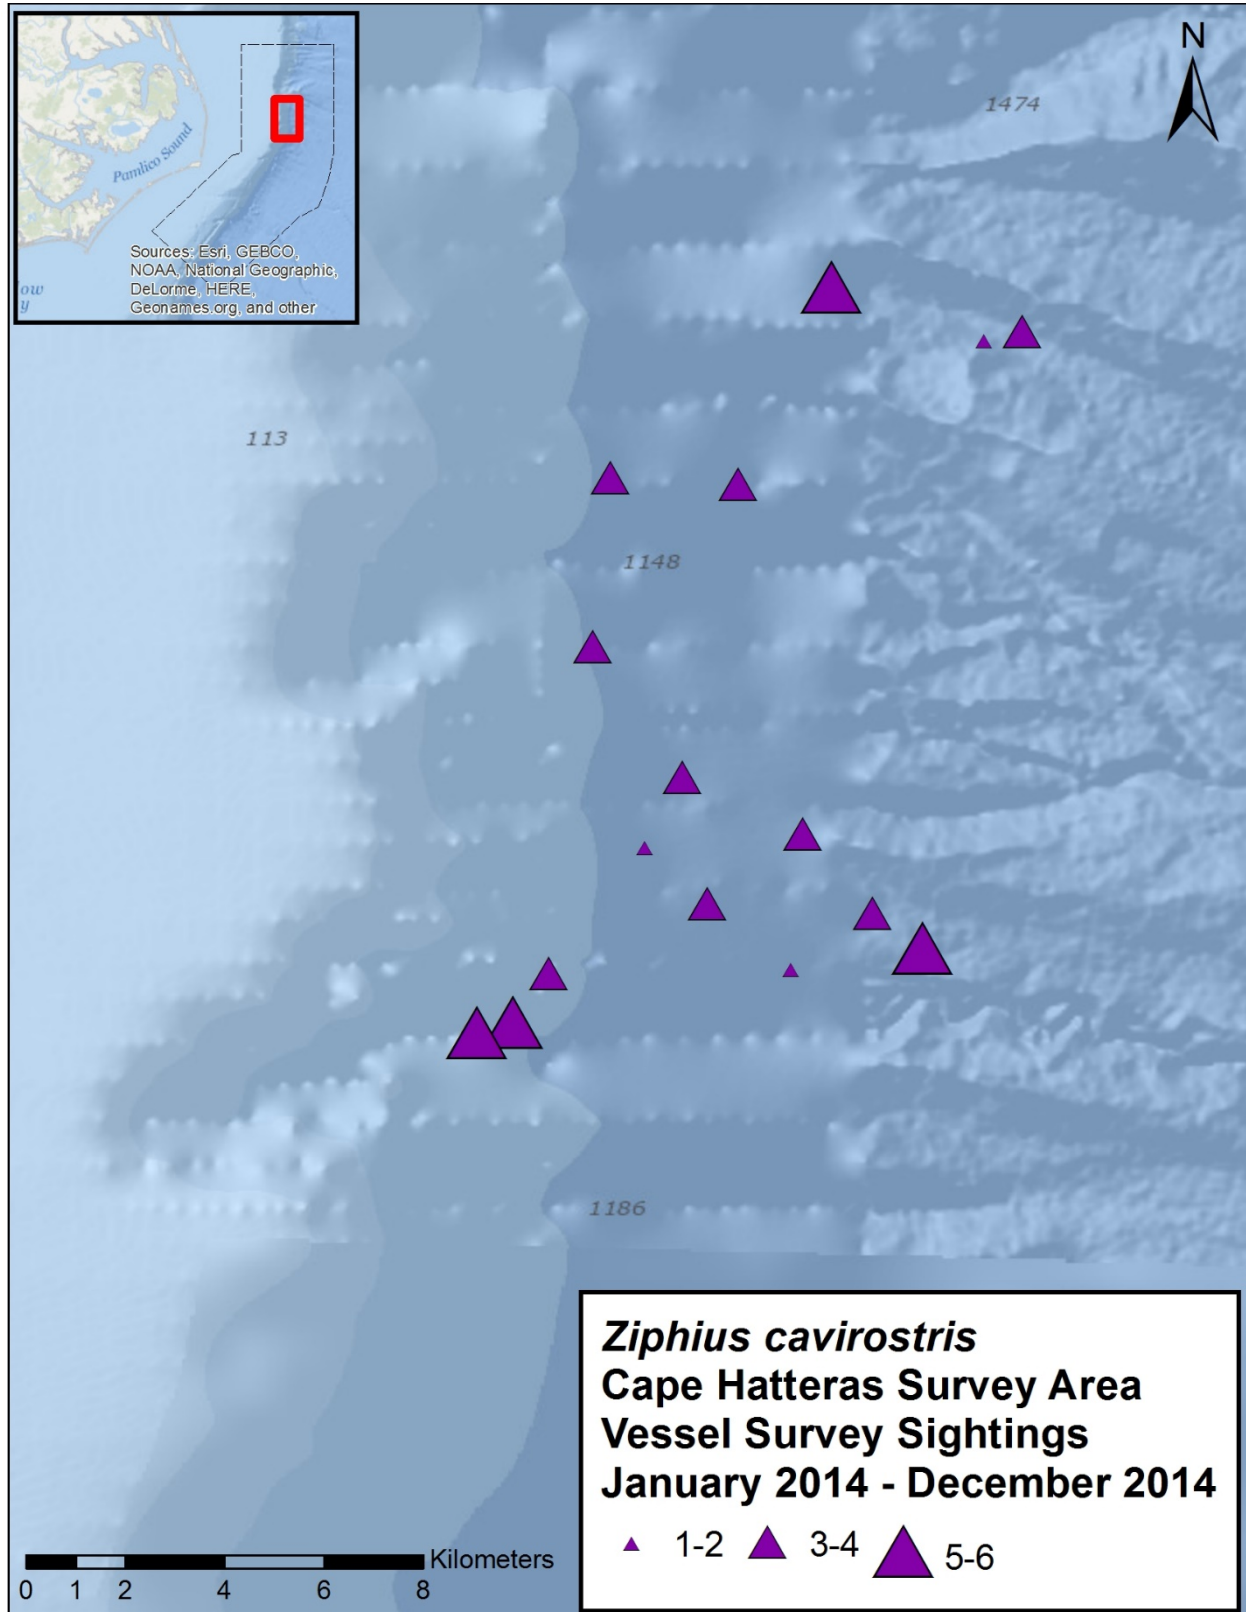 Pamlico Sound
Sources: Esri, GEBCO,
NOAA, National Geographic,
DeLorme, HERE,
Geonames.org, and other
ow
y
N
1474
113
1148
1186
Ziphius cavirostris
Cape Hatteras Survey Area
Vessel Survey Sightings
January 2014 - December 2014
1-2 3-4 5-6
Kilometers
0 1 2 4 6 8